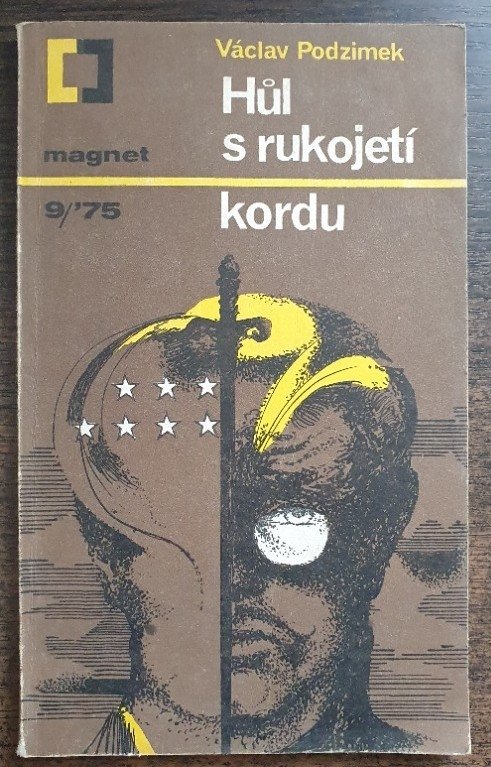 Václav Podzimek
Hůl
s rukojetí
kordu
magnet
9/'75